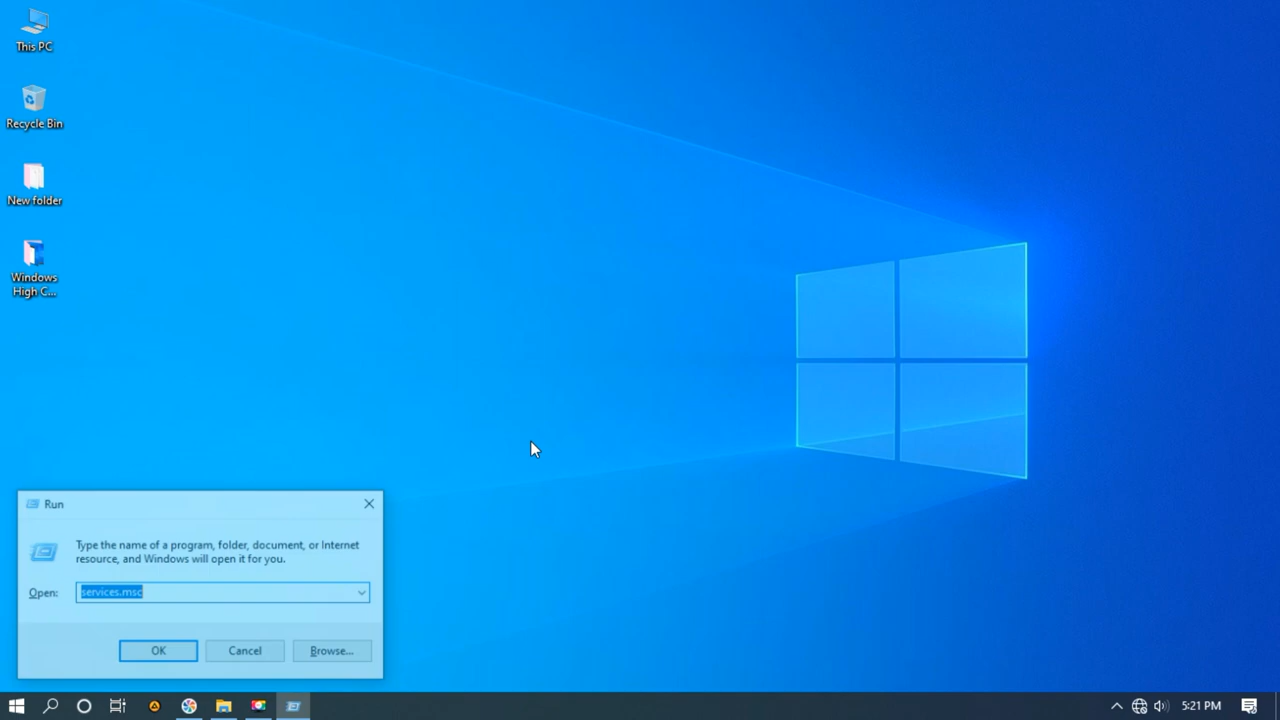 This PC
Recycle Bin
New folder
Windows
High C...
Run
Type the name of a program, folder, document, or Internet
resource, and Windows will open it for you.
Open:
services.msc
OK
Cancel
Browse...
5:21 PM